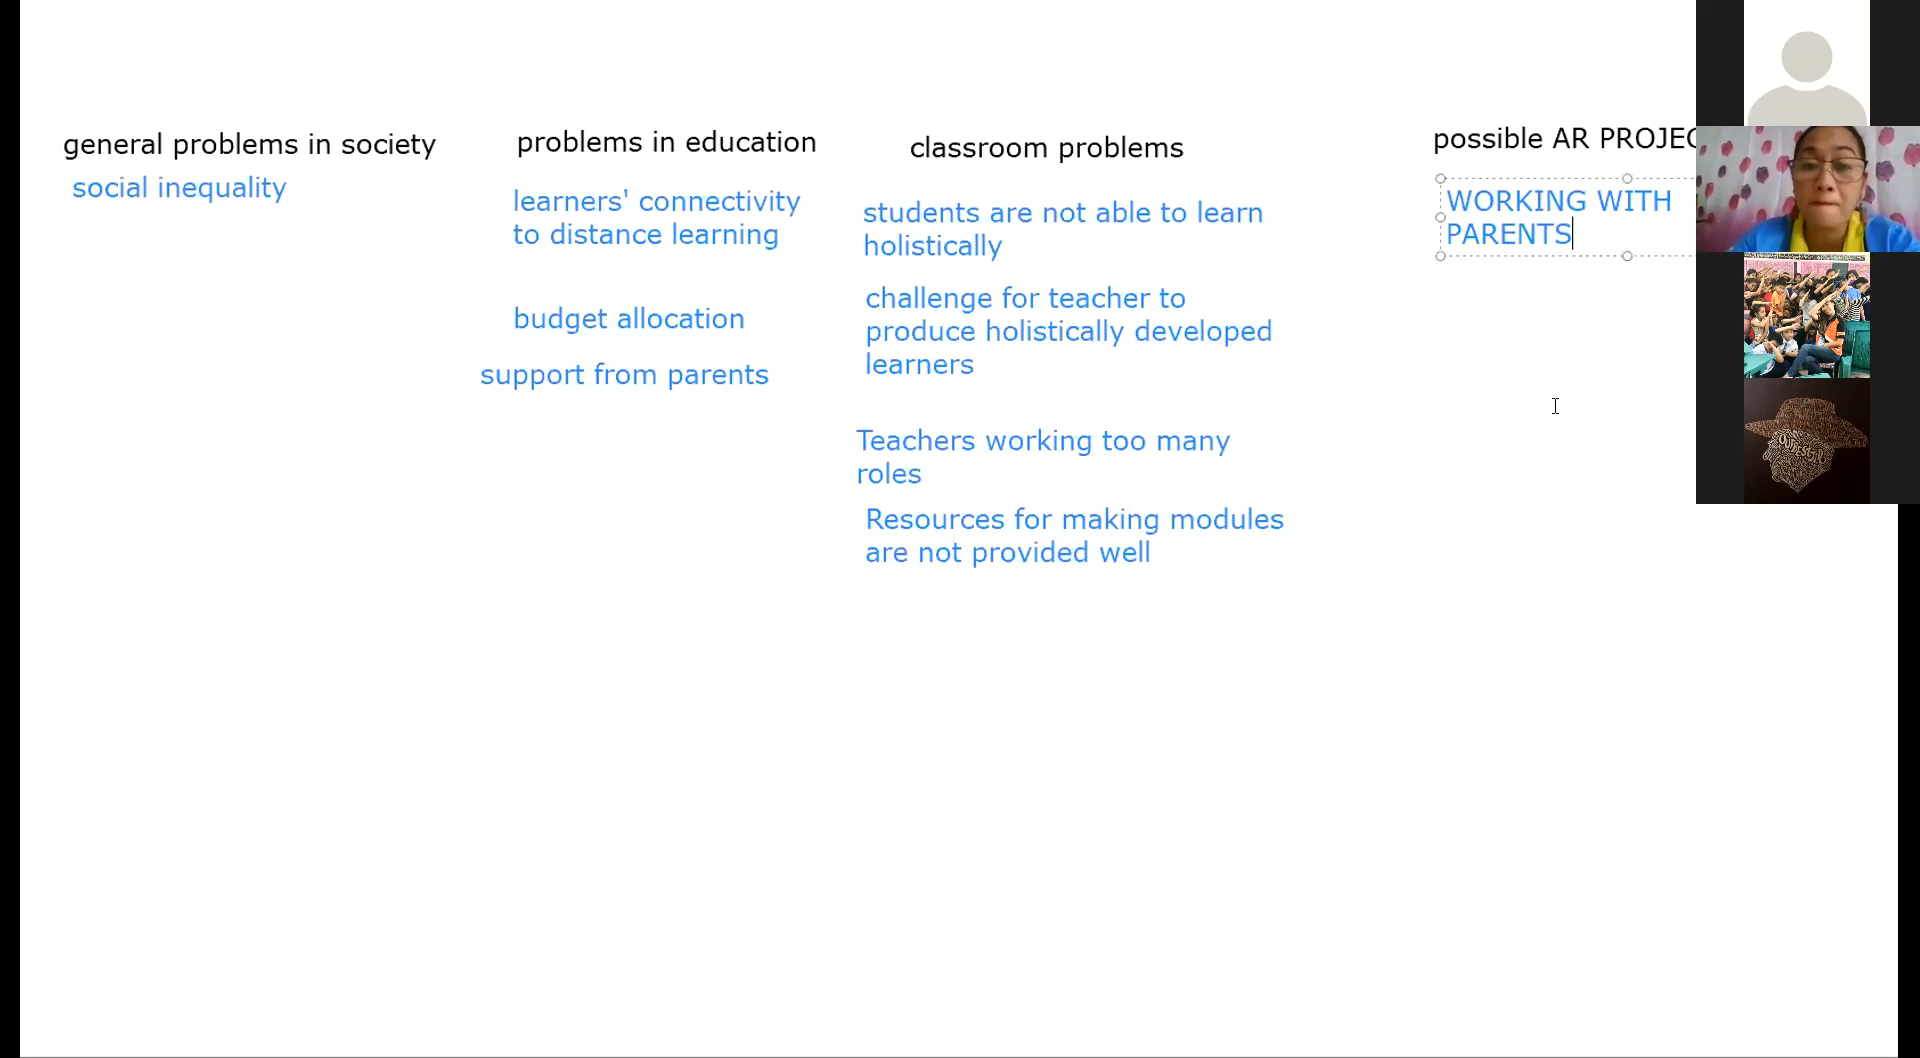 general problems in society
social inequality
problems in education
learners' connectivity
to distance learning
budget allocation
support from parents
classroom problems
students are not able to learn
holistically
challenge for teacher to
produce holistically developed
learners
Teachers working too many
roles
Resources for making modules
are not provided well
possible AR PROJEC
WORKING WITH
PARENTS